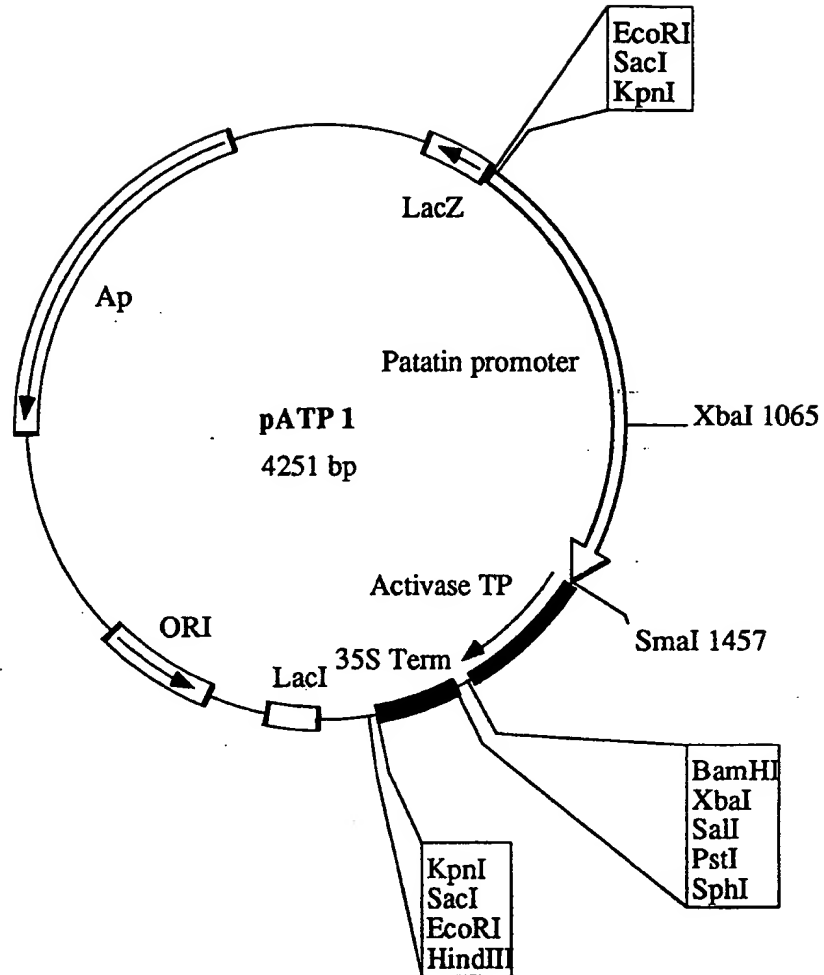 EcoRI
SacI
KpnI
LacZ
Ap
Patatin promoter
pATP 1
4251 bp
XbaI 1065
Activase TP
SmaI 1457
ORI
35S Term
LacI
BamHI
XbaI
SalI
PstI
SphI
KpnI
SacI
EcoRI
HindIII